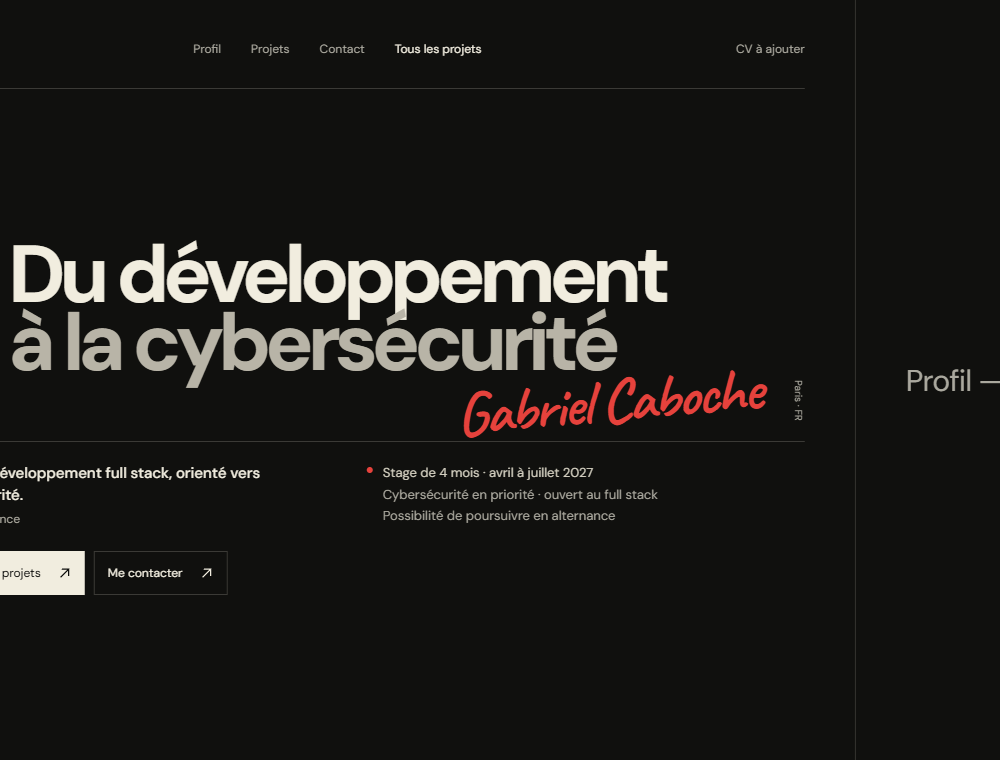 Profil Projets Contact Tous les projets CV à ajouter
Du développement
à la cybersécurité
Gabriel Caboche
Paris · FR
Profil —
éveloppement full stack, orienté vers
rité.
nce
projets
Me contacter
Stage de 4 mois · avril à juillet 2027
Cybersécurité en priorité · ouvert au full stack
Possibilité de poursuivre en alternance